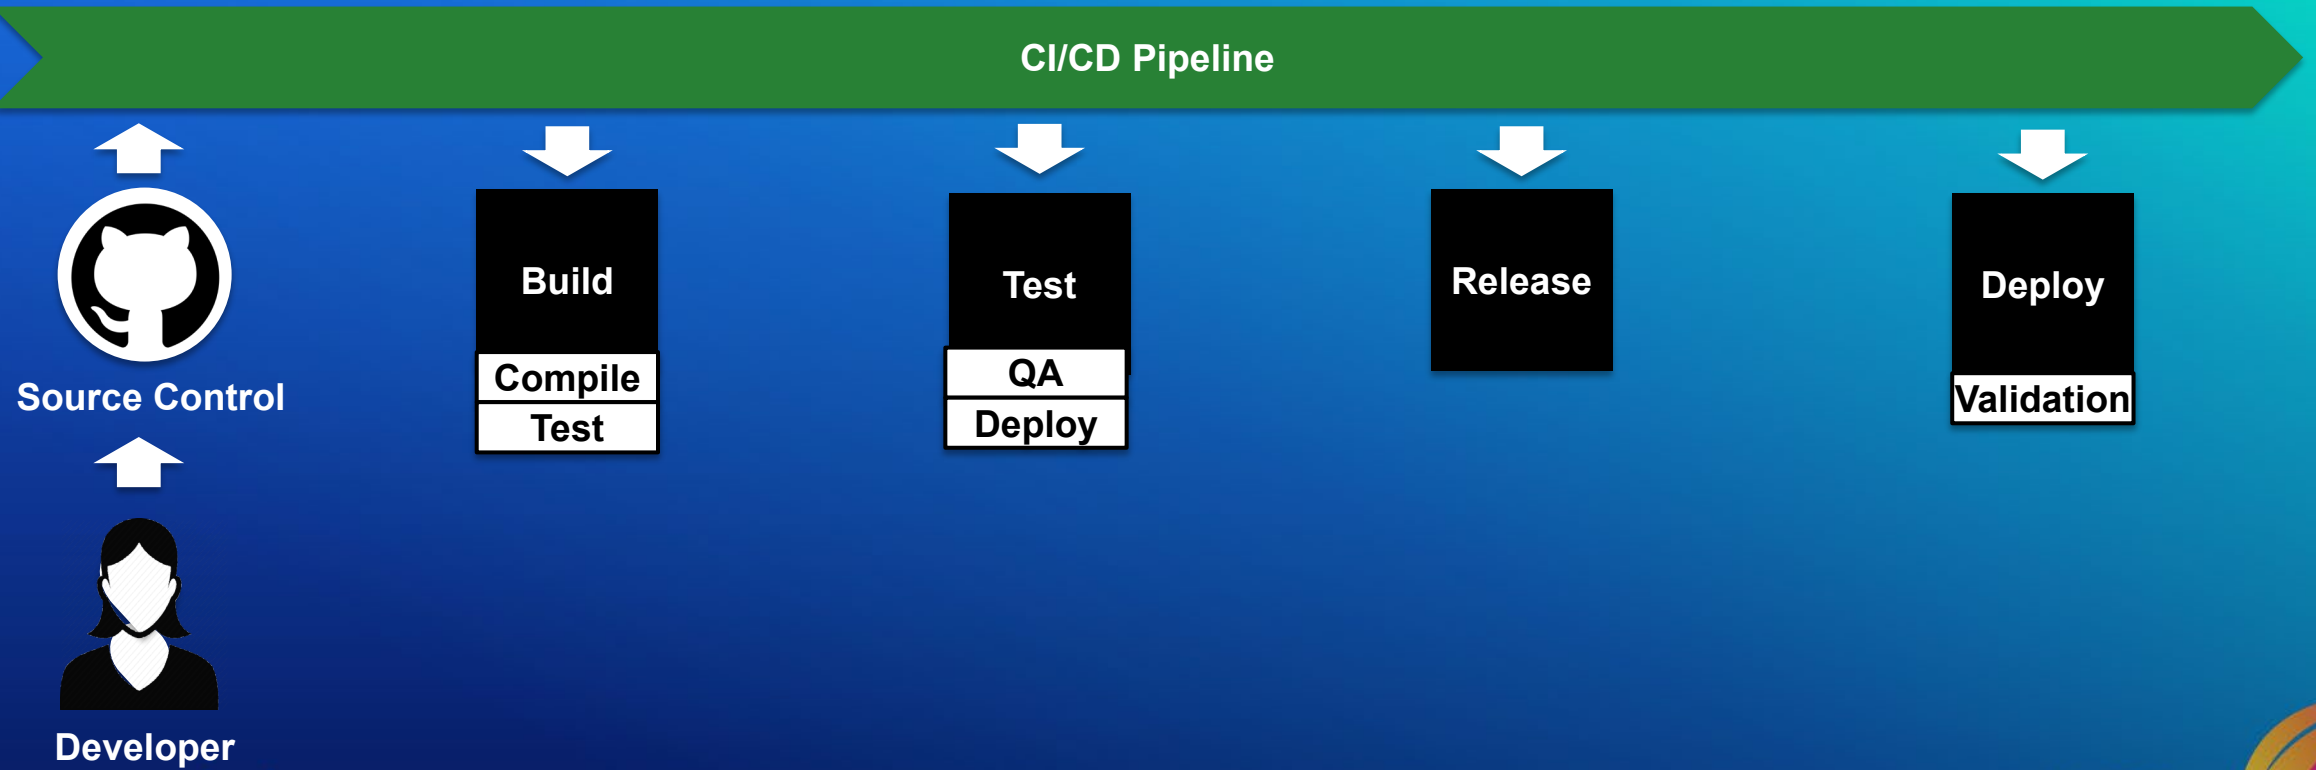 CI/CD Pipeline
Source Control
Developer
Build
Compile
Test
Test
QA
Deploy
Release
Deploy
Validation